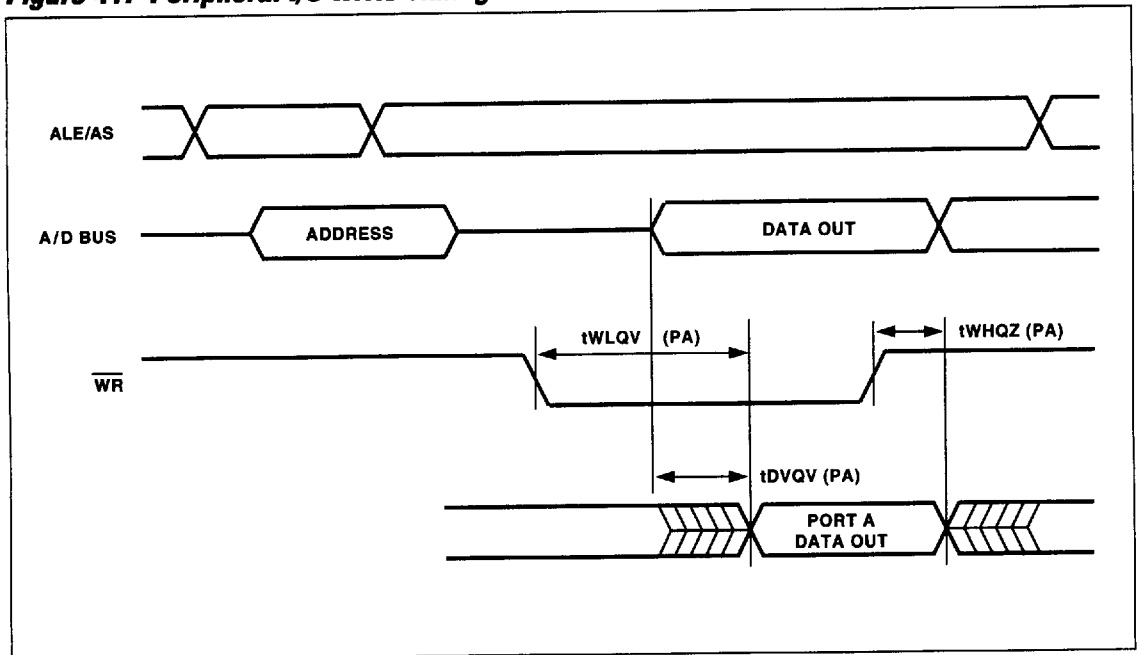 ALE/AS
A/D BUS
ADDRESS
DATA OUT
tWLQV (PA)
tWHQZ (PA)
WR
tDVQV (PA)
PORT A
DATA OUT